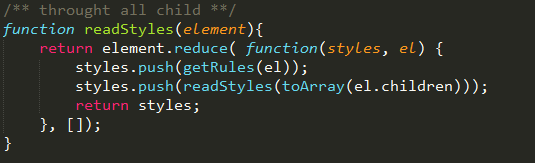 /** throught all child **/
function readStyles(element){
    return element.reduce( function(styles, el) {
        styles.push(getRules(el));
        styles.push(readStyles(toArray(el.children)));
        return styles;
    }, []);
}